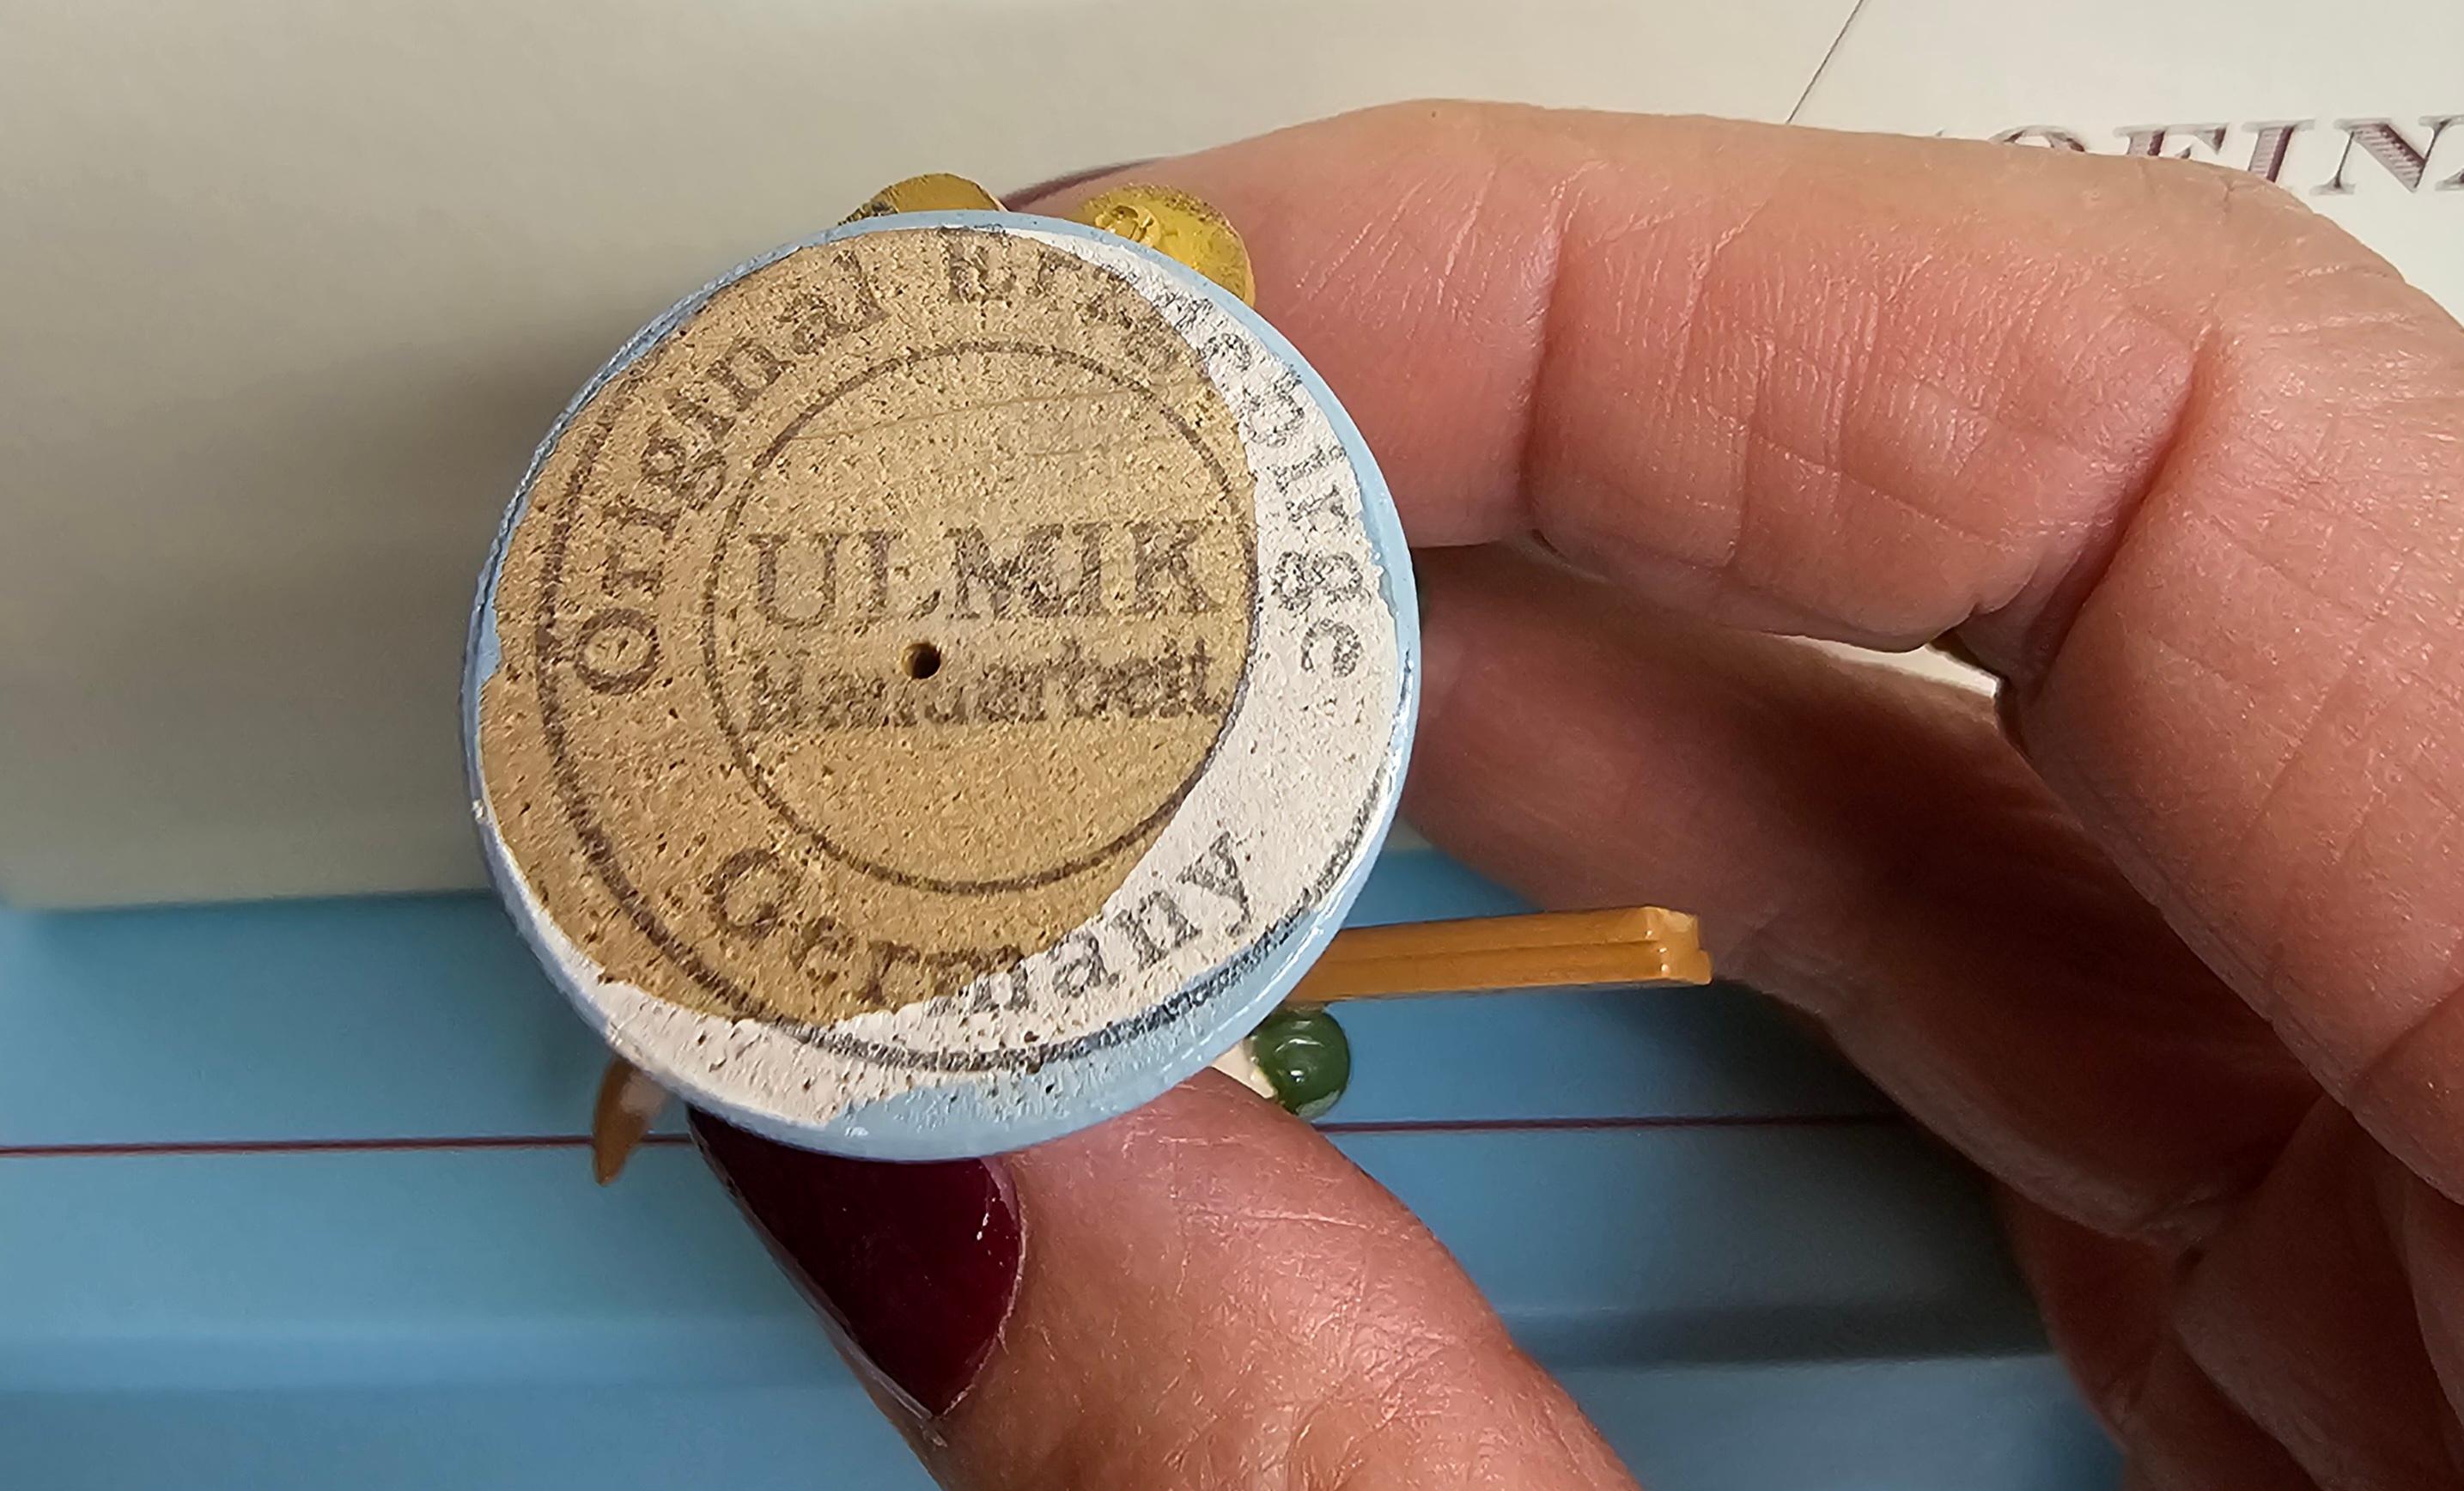 Original Erzgebirge
ULMIK
Handarbeit
Germany